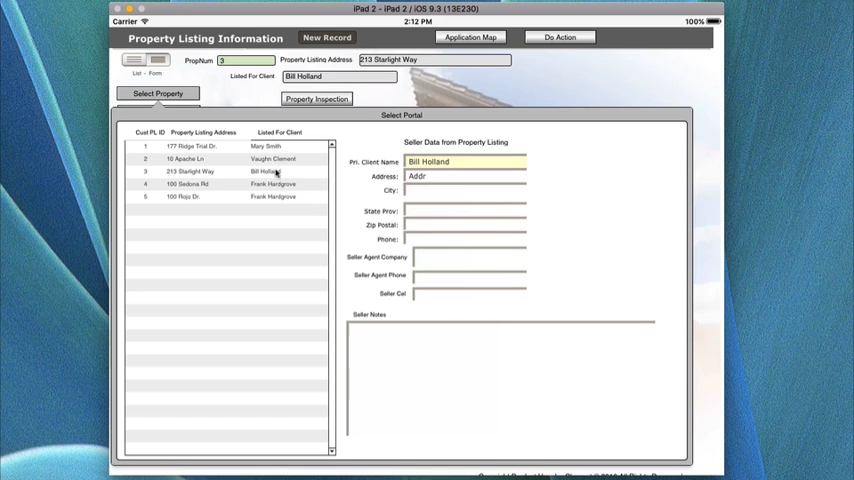 iPad 2 - iPad 2 / iOS 9.3 (13E230)
Carrier 2:12 PM 100%
Property Listing Information New Record Application Map Do Action
PropNum 3 Property Listing Address 213 Starlight Way
List - Form Listed For Client Bill Holland
Select Property Property Inspection
Select Portal
Cust PL ID Property Listing Address Listed For Client
1 177 Ridge Trial Dr. Mary Smith
2 10 Apache Ln Vaughn Clement
3 213 Starlight Way Bill Holland
4 100 Sedona Rd Frank Hardgrove
5 100 Rojo Dr. Frank Hardgrove
Seller Data from Property Listing
Pri. Client Name Bill Holland
Address: Addr
City:
State Prov:
Zip Postal:
Phone:
Seller Agent Company
Seller Agent Phone
Seller Cel
Seller Notes